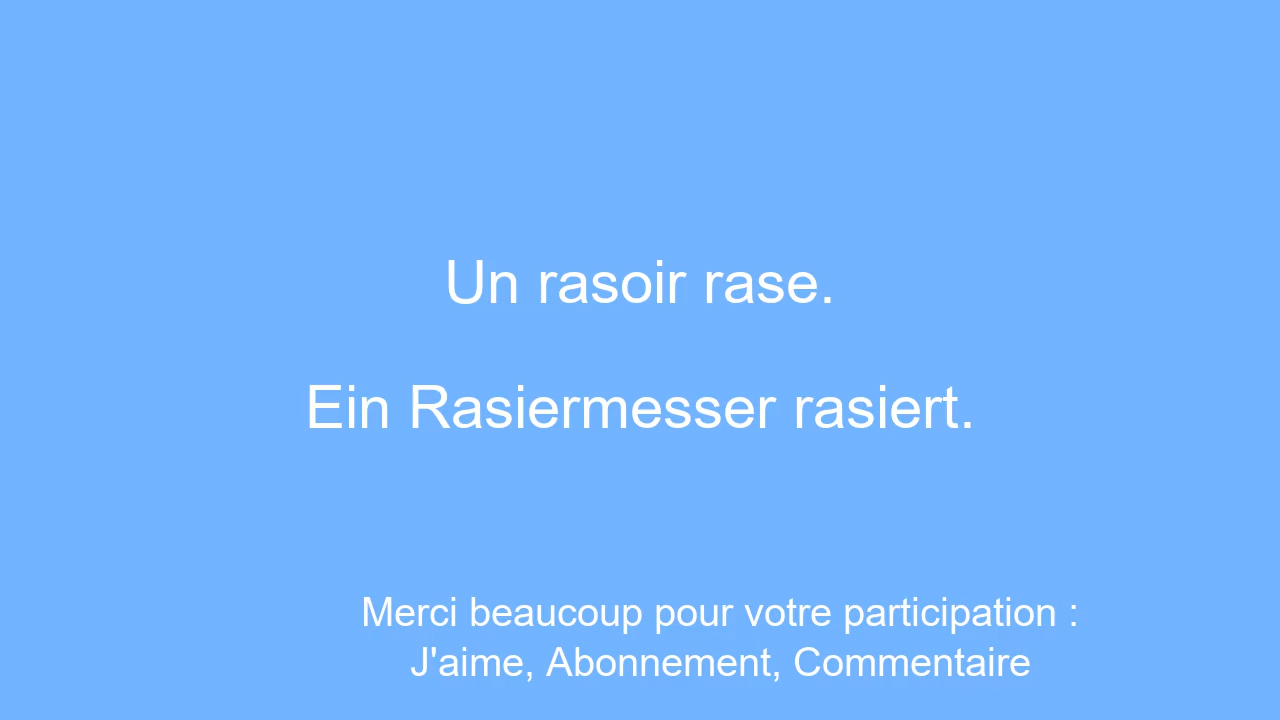 Un rasoir rase.
Ein Rasiermesser rasiert.
Merci beaucoup pour votre participation :
J'aime, Abonnement, Commentaire